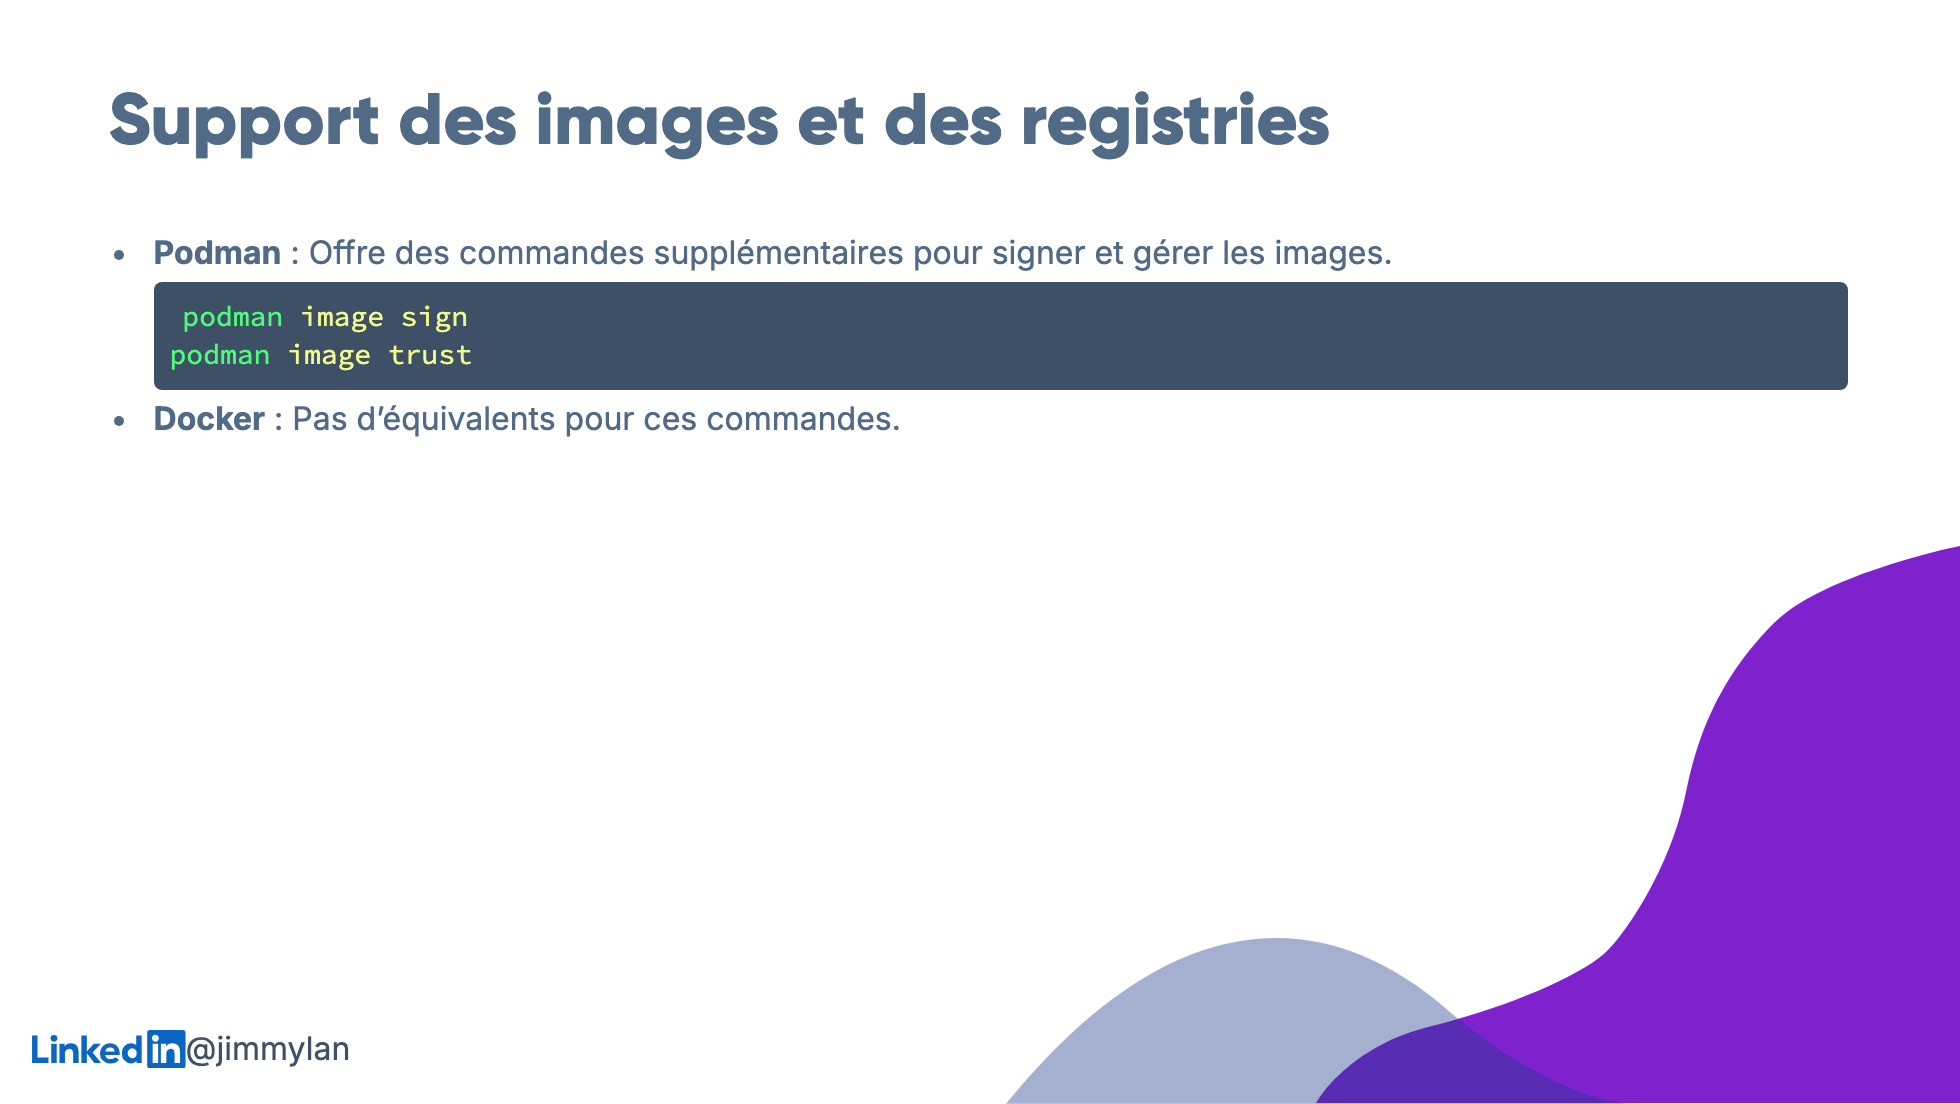 Support des images et des registries
• Podman : Offre des commandes supplémentaires pour signer et gérer les images.
podman image sign
podman image trust
• Docker : Pas d’équivalents pour ces commandes.
Linkedin@jimmylan